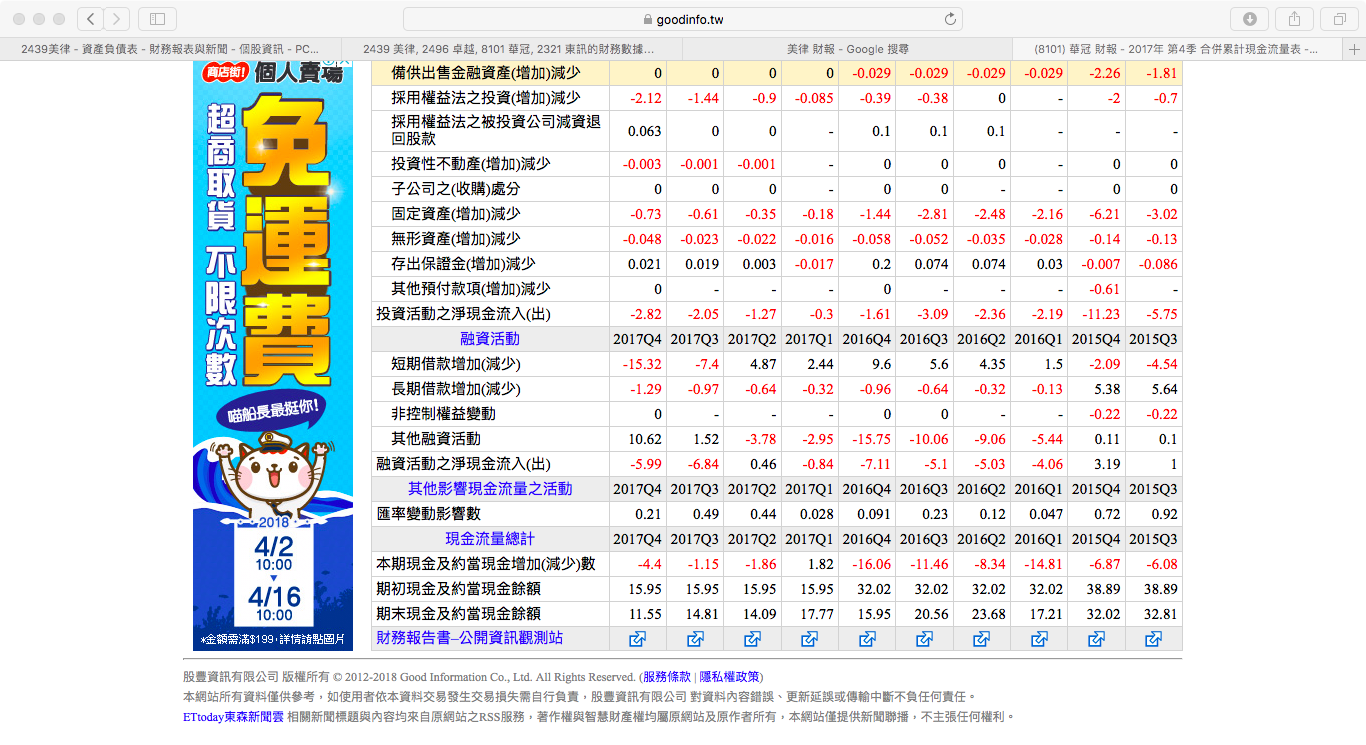 goodinfo.tw
2439美律 - 資產負債表 - 財務報表與新聞 - 個股資訊 - PC...
2439 美律, 2496 卓越, 8101 華冠, 2321 東訊的財務數據...
美律 財報 - Google 搜尋
(8101) 華冠 財報 - 2017年 第4季 合併累計現金流量表 -...
商店街! 個人賣場
超商取貨 不限次數
免運費
喵船長最挺你!
2018
4/2
10:00
4/16
10:00
*金額需滿$199,詳情請點圖片
備供出售金融資產(增加)減少 0 0 0 0 -0.029 -0.029 -0.029 -0.029 -2.26 -1.81
採用權益法之投資(增加)減少 -2.12 -1.44 -0.9 -0.085 -0.39 -0.38 0 - -2 -0.7
採用權益法之被投資公司減資退
回股款 0.063 0 0 - 0.1 0.1 0.1 - - -
投資性不動產(增加)減少 -0.003 -0.001 -0.001 - 0 0 0 - 0 0
子公司之(收購)處分 0 0 0 - 0 0 - - 0 0
固定資產(增加)減少 -0.73 -0.61 -0.35 -0.18 -1.44 -2.81 -2.48 -2.16 -6.21 -3.02
無形資產(增加)減少 -0.048 -0.023 -0.022 -0.016 -0.058 -0.052 -0.035 -0.028 -0.14 -0.13
存出保證金(增加)減少 0.021 0.019 0.003 -0.017 0.2 0.074 0.074 0.03 -0.007 -0.086
其他預付款項(增加)減少 0 - - - 0 - - - -0.61 -
投資活動之淨現金流入(出) -2.82 -2.05 -1.27 -0.3 -1.61 -3.09 -2.36 -2.19 -11.23 -5.75
融資活動 2017Q4 2017Q3 2017Q2 2017Q1 2016Q4 2016Q3 2016Q2 2016Q1 2015Q4 2015Q3
短期借款增加(減少) -15.32 -7.4 4.87 2.44 9.6 5.6 4.35 1.5 -2.09 -4.54
長期借款增加(減少) -1.29 -0.97 -0.64 -0.32 -0.96 -0.64 -0.32 -0.13 5.38 5.64
非控制權益變動 0 - - - 0 0 - - -0.22 -0.22
其他融資活動 10.62 1.52 -3.78 -2.95 -15.75 -10.06 -9.06 -5.44 0.11 0.1
融資活動之淨現金流入(出) -5.99 -6.84 0.46 -0.84 -7.11 -5.1 -5.03 -4.06 3.19 1
其他影響現金流量之活動 2017Q4 2017Q3 2017Q2 2017Q1 2016Q4 2016Q3 2016Q2 2016Q1 2015Q4 2015Q3
匯率變動影響數 0.21 0.49 0.44 0.028 0.091 0.23 0.12 0.047 0.72 0.92
現金流量總計 2017Q4 2017Q3 2017Q2 2017Q1 2016Q4 2016Q3 2016Q2 2016Q1 2015Q4 2015Q3
本期現金及約當現金增加(減少)數 -4.4 -1.15 -1.86 1.82 -16.06 -11.46 -8.34 -14.81 -6.87 -6.08
期初現金及約當現金餘額 15.95 15.95 15.95 15.95 32.02 32.02 32.02 32.02 38.89 38.89
期末現金及約當現金餘額 11.55 14.81 14.09 17.77 15.95 20.56 23.68 17.21 32.02 32.81
財務報告書–公開資訊觀測站
股豐資訊有限公司 版權所有 © 2012-2018 Good Information Co., Ltd. All Rights Reserved. (服務條款 | 隱私權政策)
本網站所有資料僅供參考，如使用者依本資料交易發生交易損失需自行負責，股豐資訊有限公司 對資料內容錯誤、更新延誤或傳輸中斷不負任何責任。
ETtoday東森新聞雲 相關新聞標題與內容均來自原網站之RSS服務，著作權與智慧財產權均屬原網站及原作者所有，本網站僅提供新聞聯播，不主張任何權利。